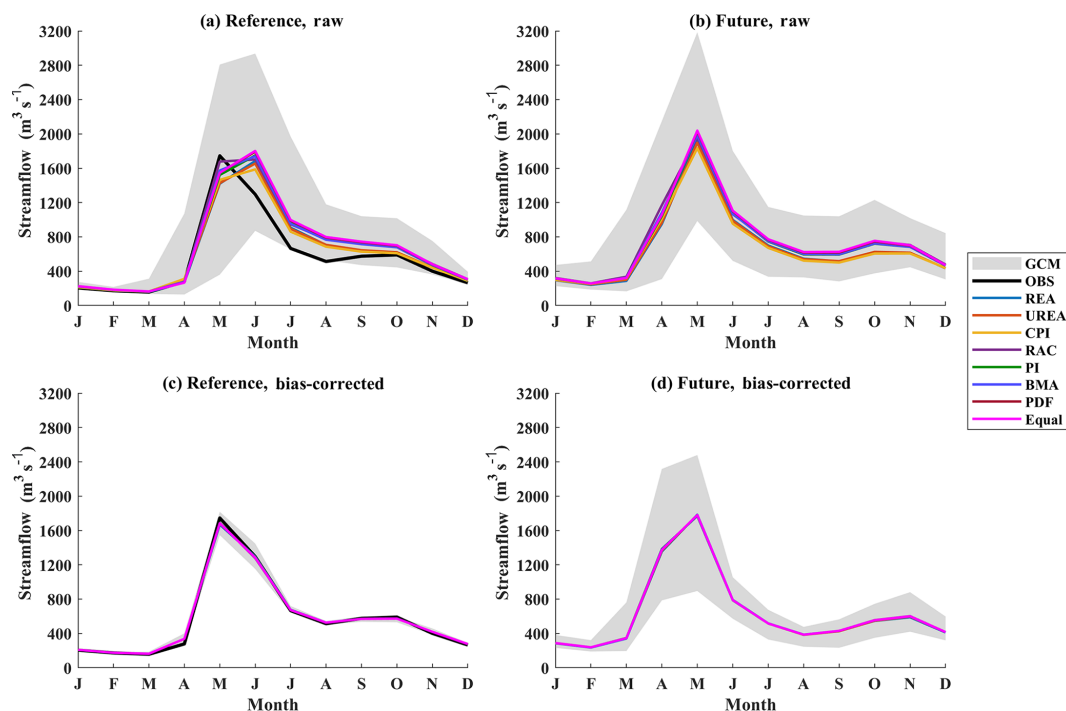 (a) Reference, raw
3200
2800
2400
2000
1600
1200
800
400
0
Streamflow (m³ s⁻¹)
J F M A M J J A S O N D
Month
(b) Future, raw
3200
2800
2400
2000
1600
1200
800
400
0
Streamflow (m³ s⁻¹)
J F M A M J J A S O N D
Month
GCM
OBS
REA
UREA
CPI
RAC
PI
BMA
PDF
Equal
(c) Reference, bias-corrected
3200
2800
2400
2000
1600
1200
800
400
0
Streamflow (m³ s⁻¹)
J F M A M J J A S O N D
Month
(d) Future, bias-corrected
3200
2800
2400
2000
1600
1200
800
400
0
Streamflow (m³ s⁻¹)
J F M A M J J A S O N D
Month